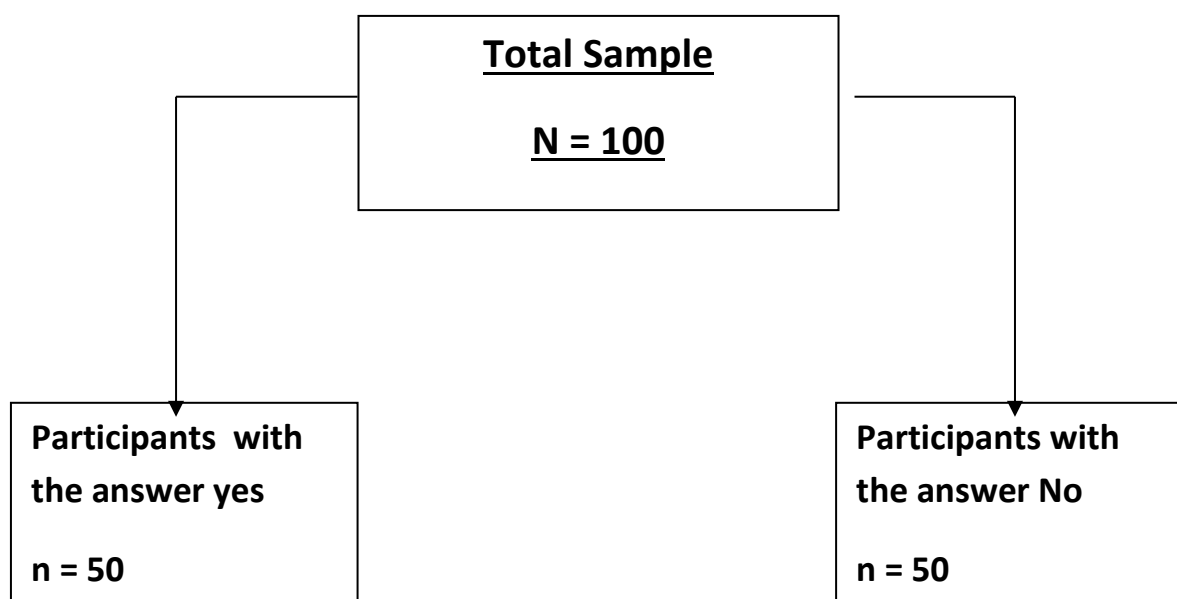 Total Sample
N = 100
Participants  with
the answer yes
n = 50
Participants with
the answer No
n = 50